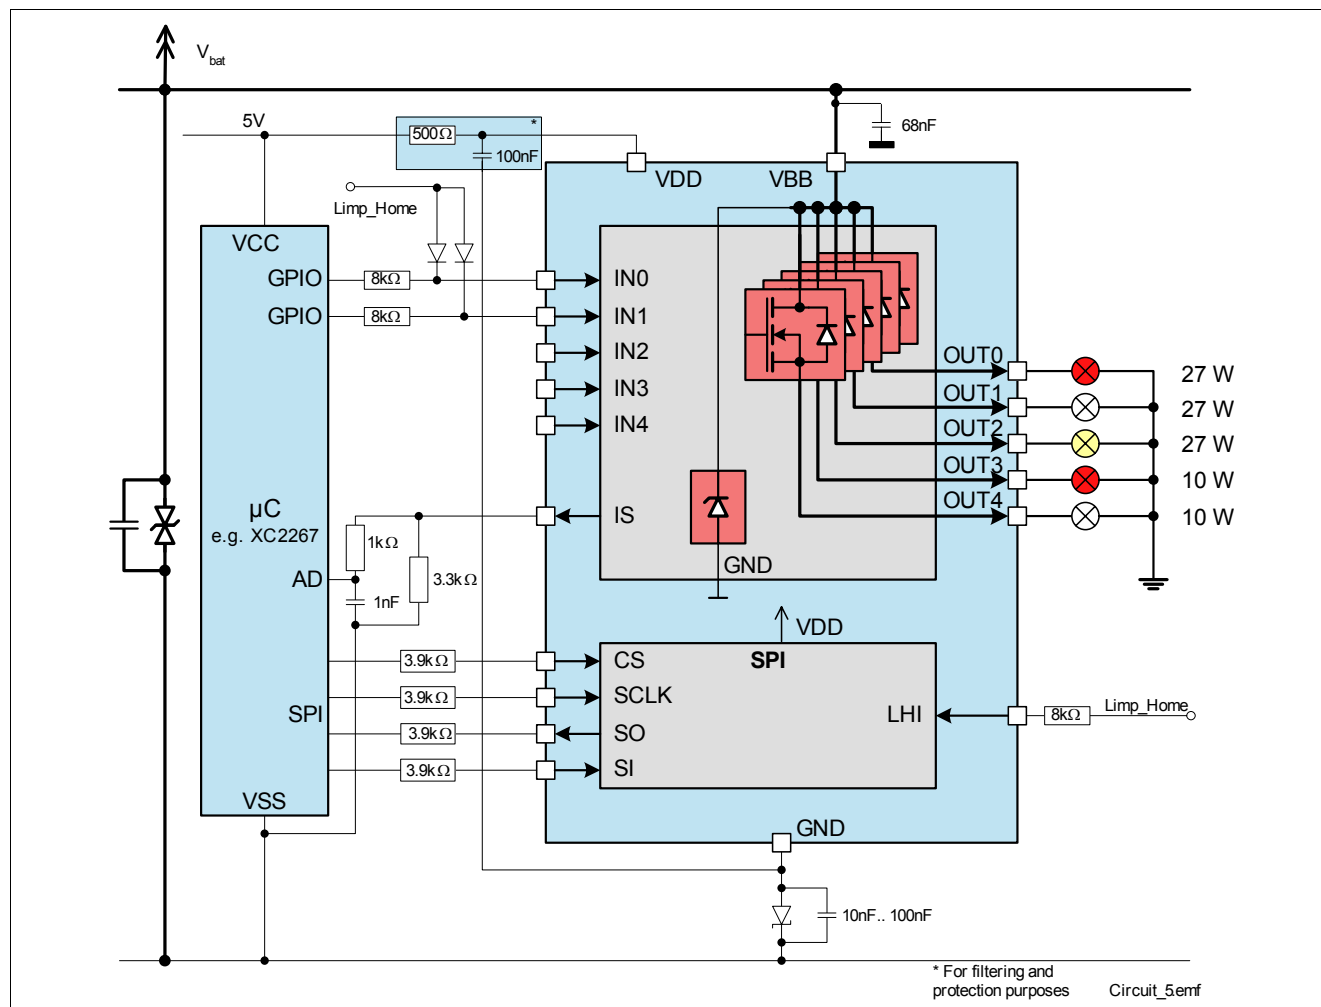 V bat
5V
500Ω
*
100nF
68nF
VDD
VBB
Limp_Home
VCC
GPIO
8kΩ
IN0
GPIO
8kΩ
IN1
IN2
IN3
IN4
OUT0
27 W
OUT1
27 W
OUT2
27 W
OUT3
10 W
OUT4
10 W
µC
e.g. XC2267
IS
1kΩ
3.3kΩ
AD
1nF
GND
VDD
SPI
3.9kΩ
CS
3.9kΩ
SCLK
SPI
3.9kΩ
SO
3.9kΩ
SI
LHI
8kΩ
Limp_Home
VSS
GND
10nF.. 100nF
* For filtering and
protection purposes
Circuit_5.emf